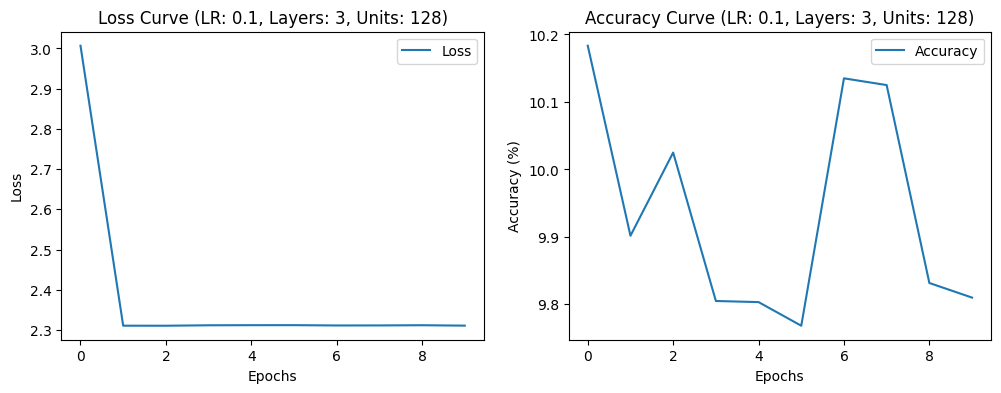 Loss Curve (LR: 0.1, Layers: 3, Units: 128)
Loss
3.0
2.9
2.8
2.7
2.6
2.5
2.4
2.3
Loss
0 2 4 6 8
Epochs
Accuracy Curve (LR: 0.1, Layers: 3, Units: 128)
Accuracy
10.2
10.1
10.0
9.9
9.8
Accuracy (%)
0 2 4 6 8
Epochs